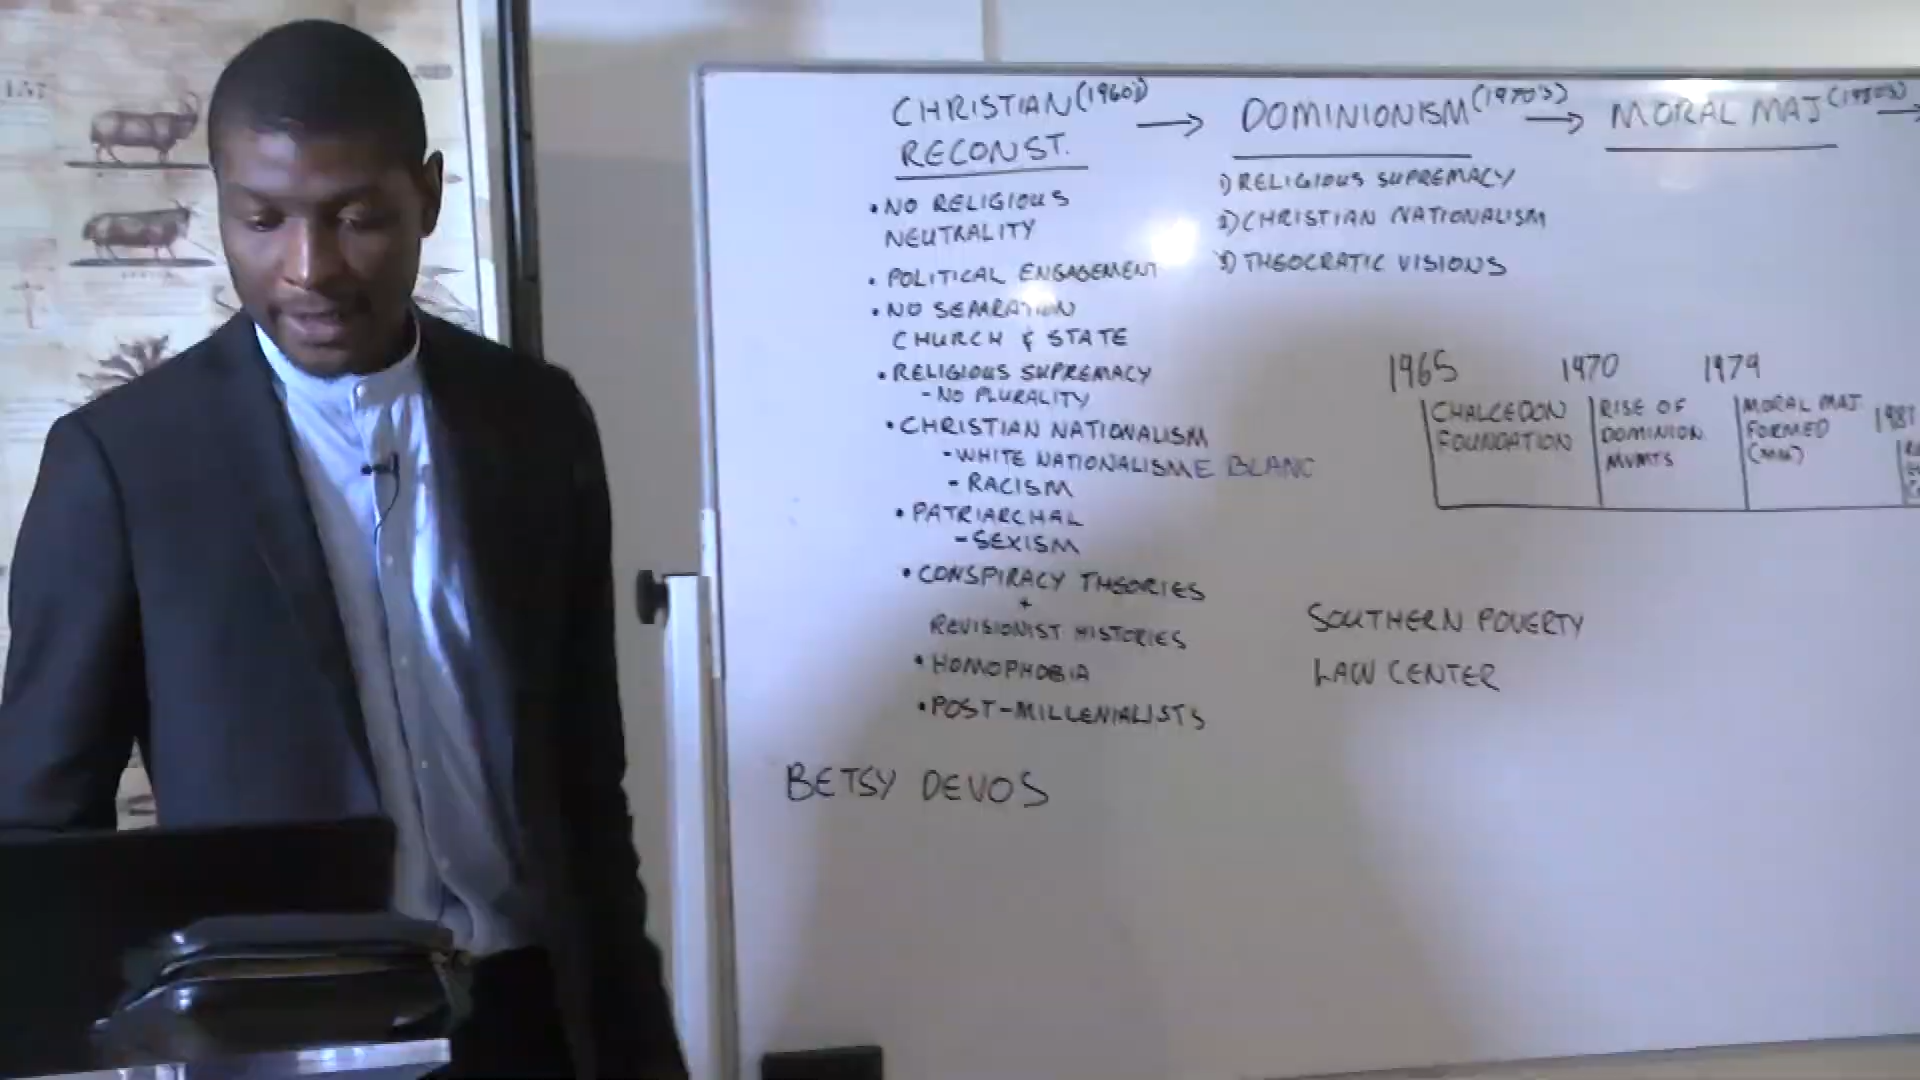 CHRISTIAN (1960s)
RECONST.
• NO RELIGIOUS
NEUTRALITY
• POLITICAL ENGAGEMENT
• NO SEPARATION
CHURCH & STATE
• RELIGIOUS SUPREMACY
- NO PLURALITY
• CHRISTIAN NATIONALISM
- WHITE NATIONALISME BLANC
- RACISM
• PATRIARCHAL
- SEXISM
• CONSPIRACY THEORIES
+
REVISIONIST HISTORIES
• HOMOPHOBIA
• POST-MILLENIALISTS
BETSY DEVOS
→ DOMINIONISM (1970'S)
1) RELIGIOUS SUPREMACY
2) CHRISTIAN NATIONALISM
3) THEOCRATIC VISIONS
→ MORAL MAJ (1980s) →
1965
CHALCEDON
FOUNDATION
1970
RISE OF
DOMINION
MVMTS
1979
MORAL MAJ
FORMED
(MM)
SOUTHERN POVERTY
LAW CENTER